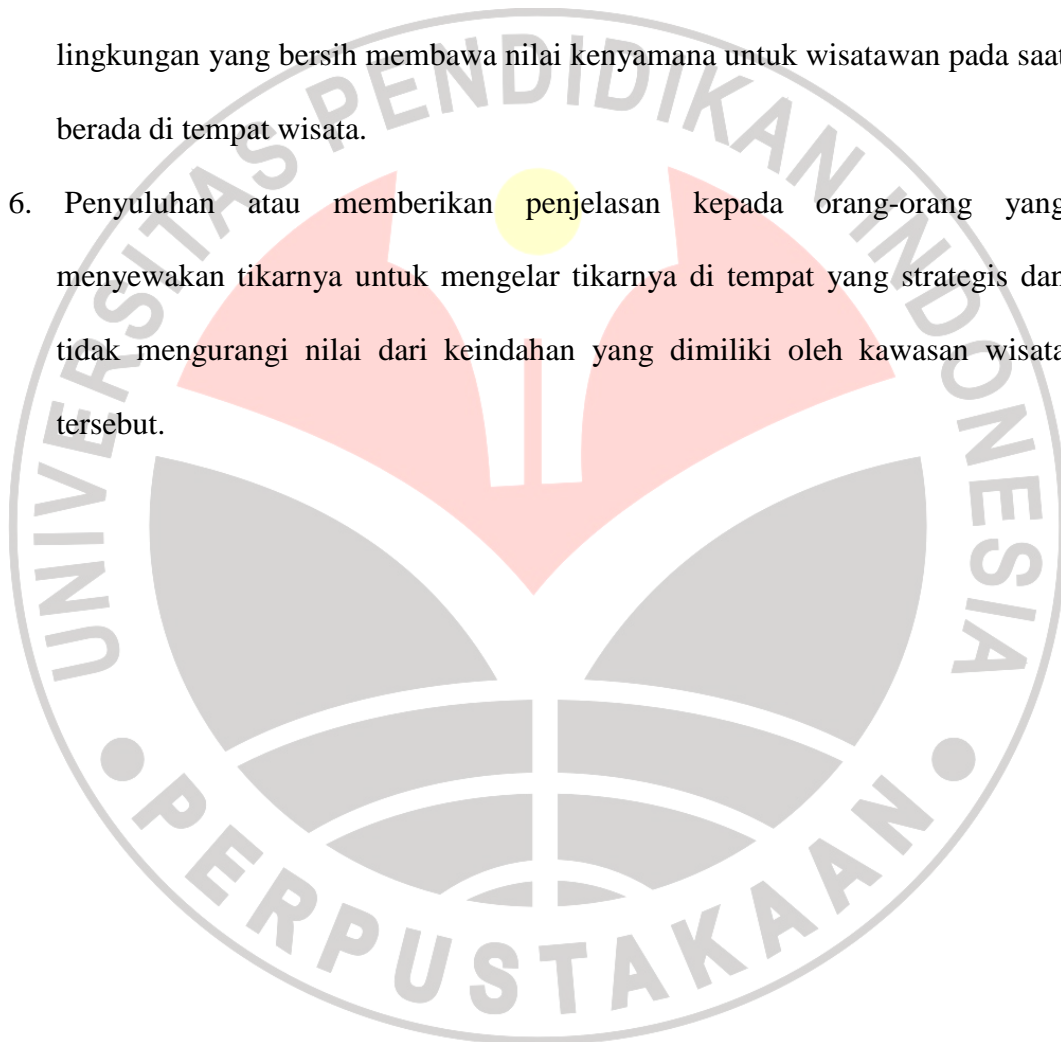 lingkungan yang bersih membawa nilai kenyamana untuk wisatawan pada saat
berada di tempat wisata.
6. Penyuluhan atau memberikan penjelasan kepada orang-orang yang
menyewakan tikarnya untuk mengelar tikarnya di tempat yang strategis dan
tidak mengurangi nilai dari keindahan yang dimiliki oleh kawasan wisata
tersebut.
UNIVERSITAS PENDIDIKAN INDONESIA
PERPUSTAKAAN